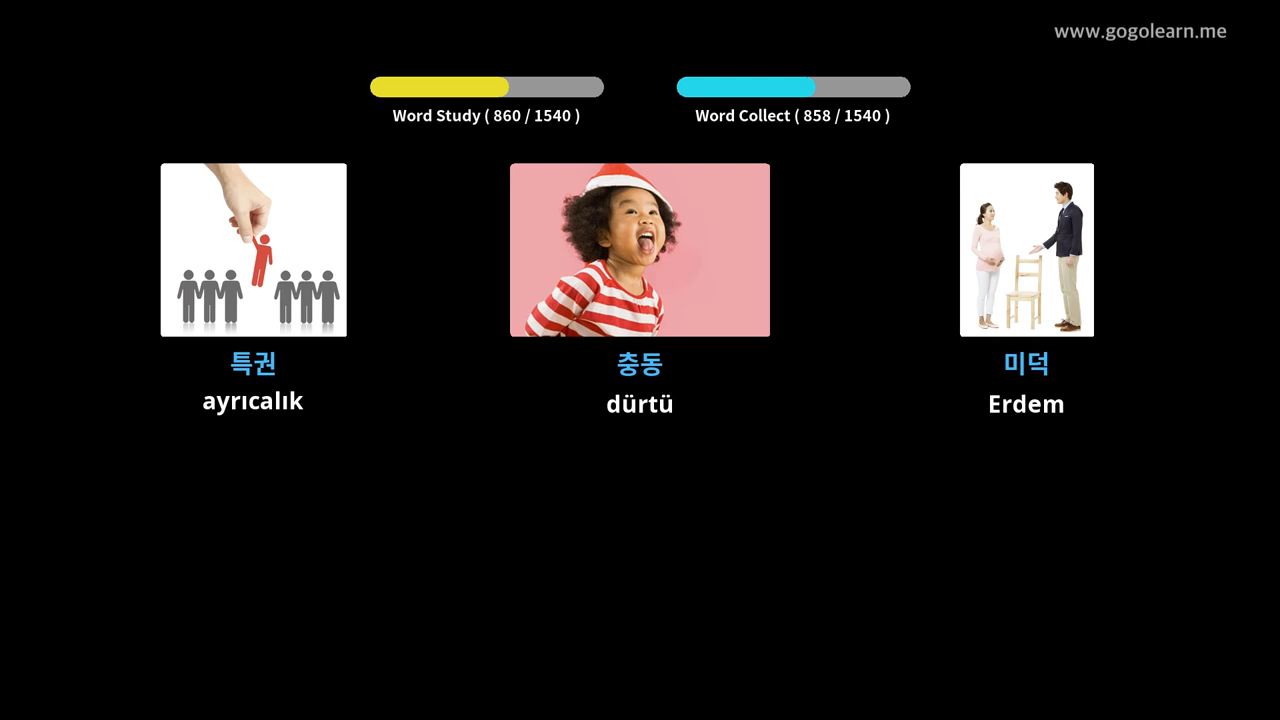 www.gogolearn.me
Word Study ( 860 / 1540 )
Word Collect ( 858 / 1540 )
특권
충동
미덕
ayrıcalık
dürtü
Erdem